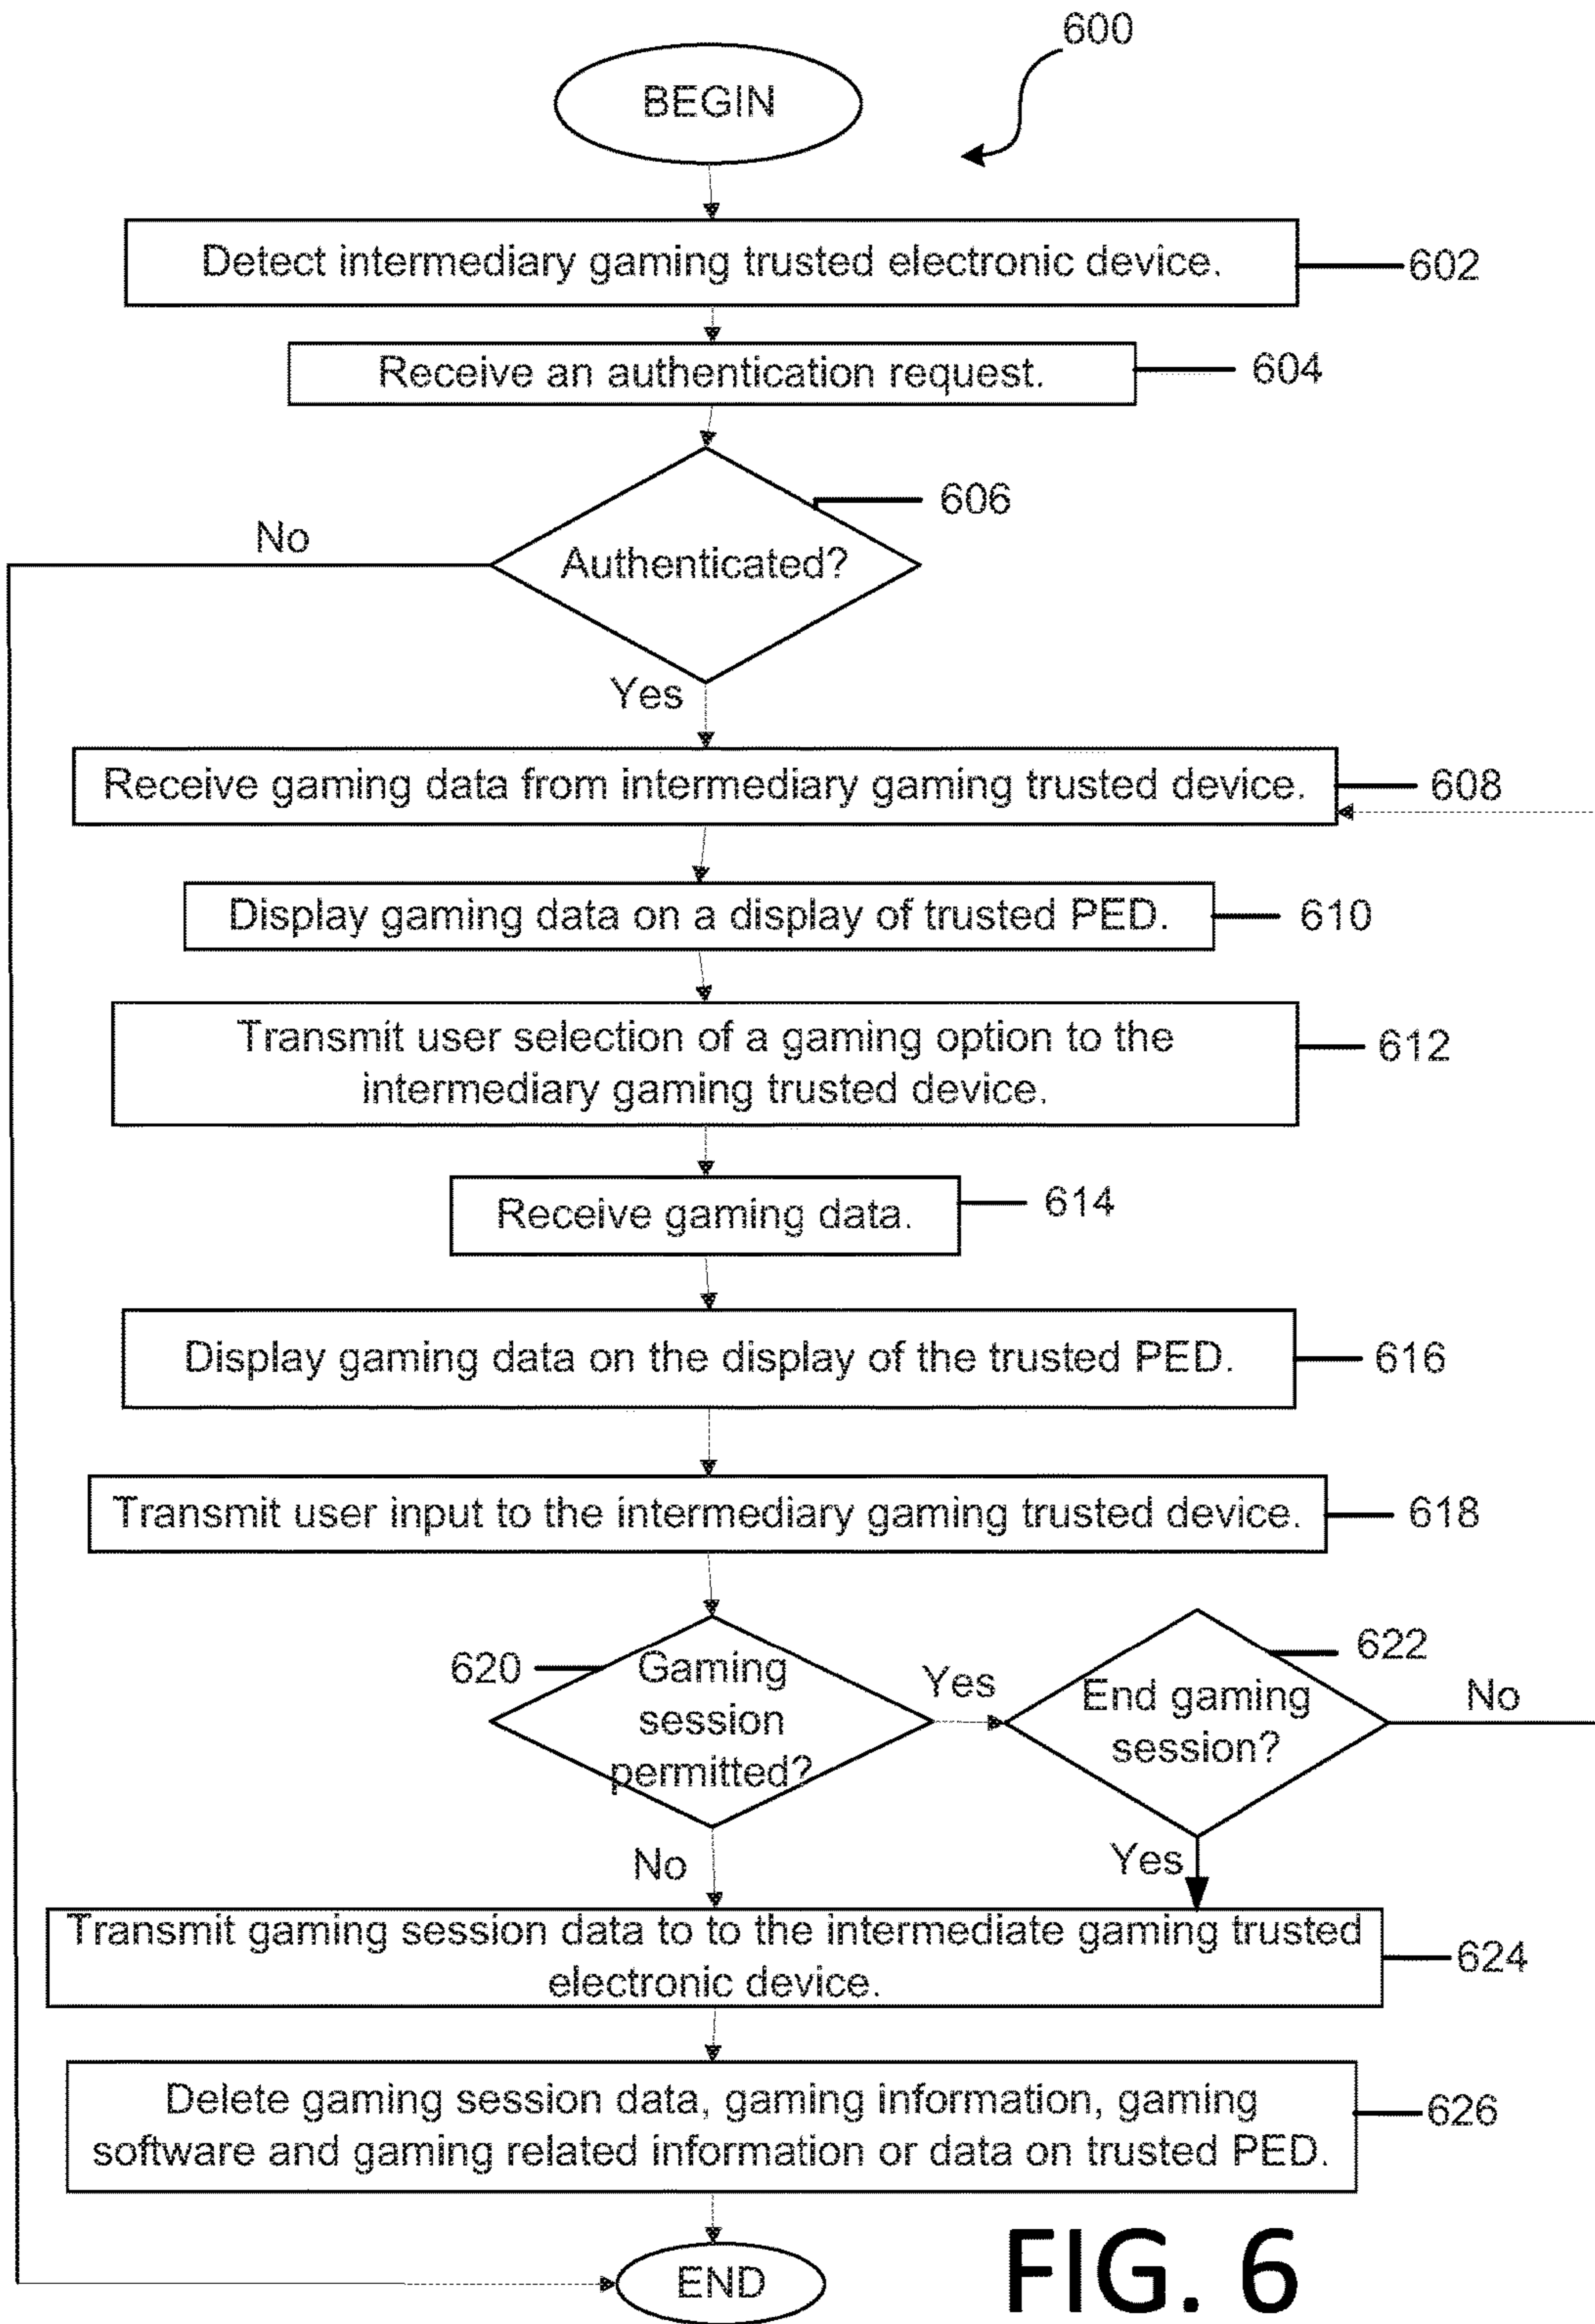 600
BEGIN
Detect intermediary gaming trusted electronic device.
602
Receive an authentication request.
604
606
No
Authenticated?
Yes
Receive gaming data from intermediary gaming trusted device.
608
Display gaming data on a display of trusted PED.
610
Transmit user selection of a gaming option to the
intermediary gaming trusted device.
612
Receive gaming data.
614
Display gaming data on the display of the trusted PED.
616
Transmit user input to the intermediary gaming trusted device.
618
620
Gaming
session
permitted?
Yes
622
End gaming
session?
No
No
Yes
Transmit gaming session data to to the intermediate gaming trusted
electronic device.
624
Delete gaming session data, gaming information, gaming
software and gaming related information or data on trusted PED.
626
END
FIG. 6